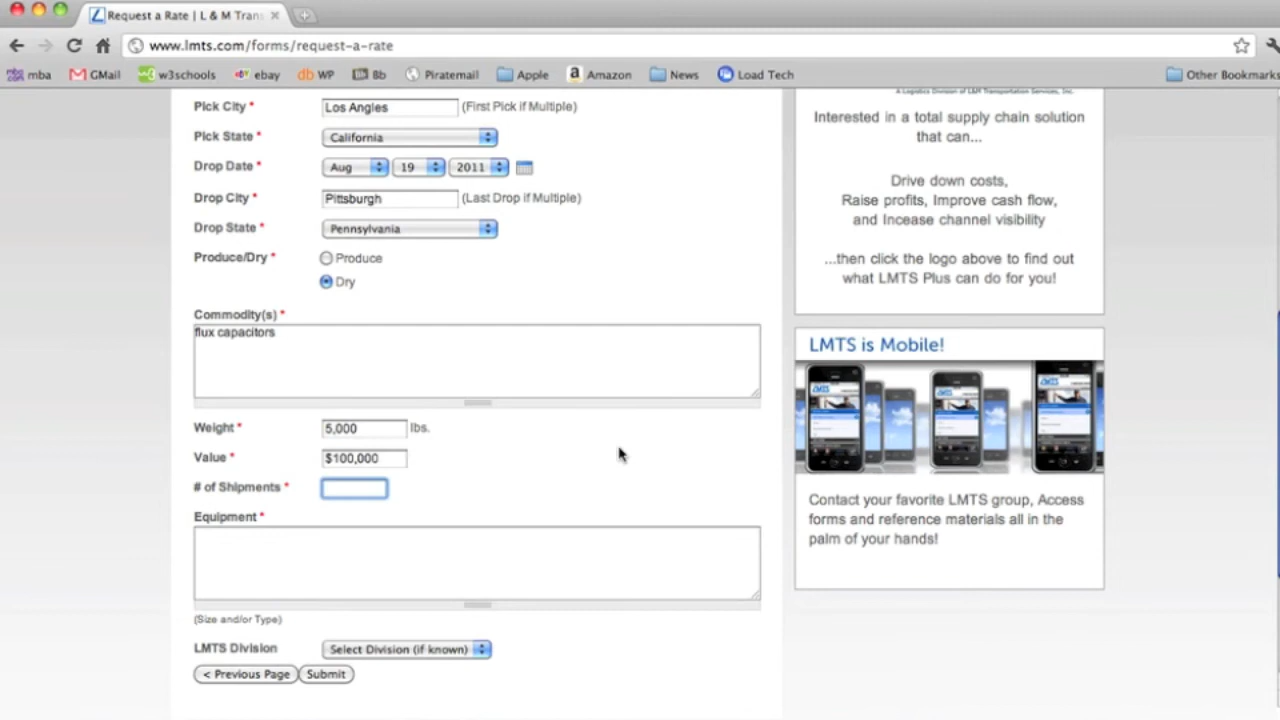 Request a Rate | L & M Trans
www.lmts.com/forms/request-a-rate
mba GMail w3schools ebay WP Bb Piratemail Apple Amazon News Load Tech Other Bookmarks
Pick City * Los Angles (First Pick if Multiple)
Pick State * California
Drop Date * Aug 19 2011
Drop City * Pittsburgh (Last Drop if Multiple)
Drop State * Pennsylvania
Produce/Dry * Produce
Dry
Commodity(s) *
flux capacitors
Weight * 5,000 lbs.
Value * $100,000
# of Shipments *
Equipment *
(Size and/or Type)
LMTS Division Select Division (if known)
< Previous Page Submit
A Logistics Division of L&M Transportation Services, Inc.
Interested in a total supply chain solution
that can...
Drive down costs,
Raise profits, Improve cash flow,
and Incease channel visibility
...then click the logo above to find out
what LMTS Plus can do for you!
LMTS is Mobile!
Contact your favorite LMTS group, Access
forms and reference materials all in the
palm of your hands!